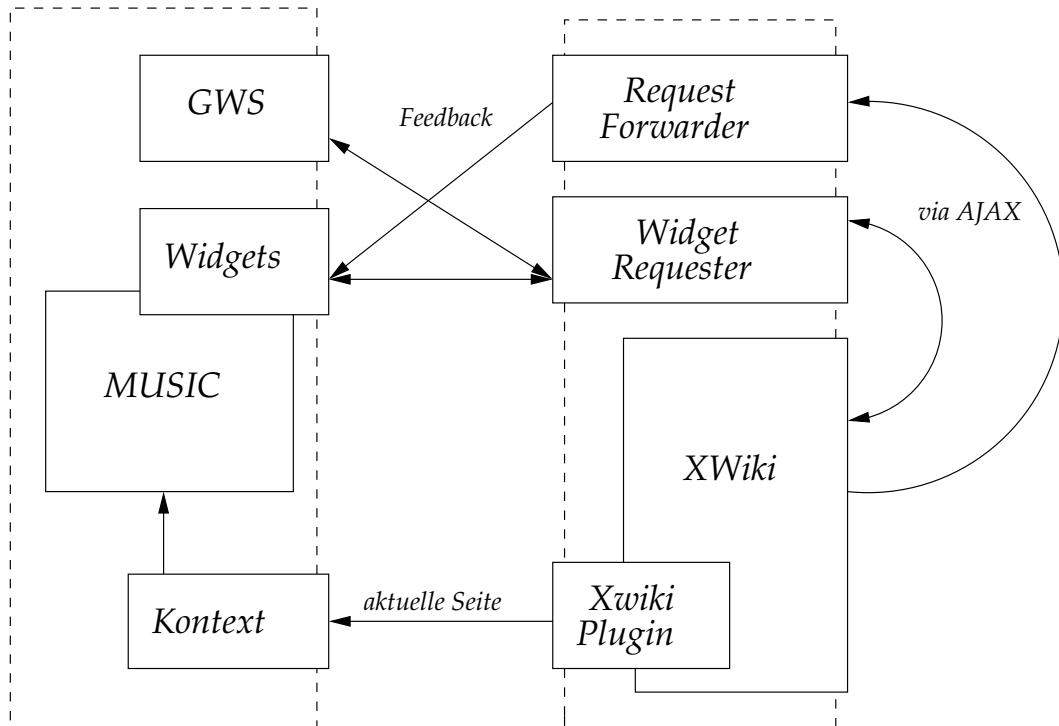 GWS
Feedback
Request
Forwarder
Widgets
Widget
Requester
via AJAX
MUSIC
XWiki
Kontext
aktuelle Seite
Xwiki
Plugin